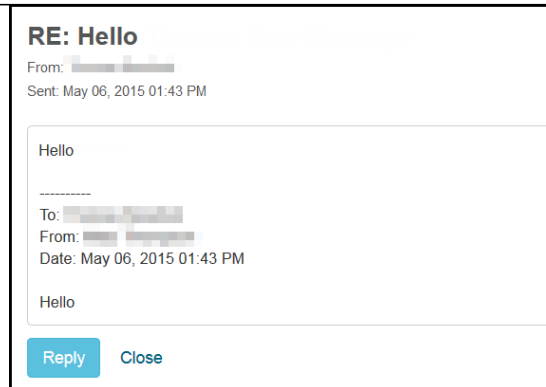 RE: Hello
From:
Sent: May 06, 2015 01:43 PM
Hello
----------
To:
From:
Date: May 06, 2015 01:43 PM
Hello
Reply Close